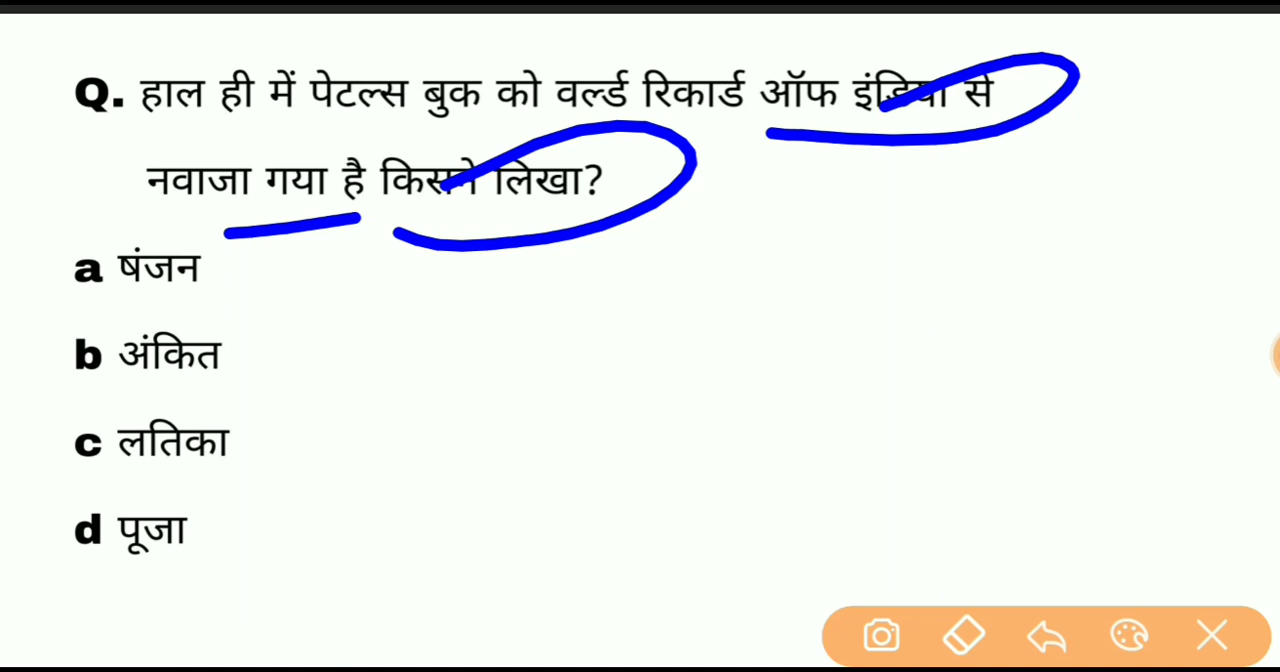 Q. हाल ही में पेटल्स बुक को वर्ल्ड रिकार्ड ऑफ इंडिया से
नवाजा गया है किसने लिखा?
a षंजन
b अंकित
c लतिका
d पूजा